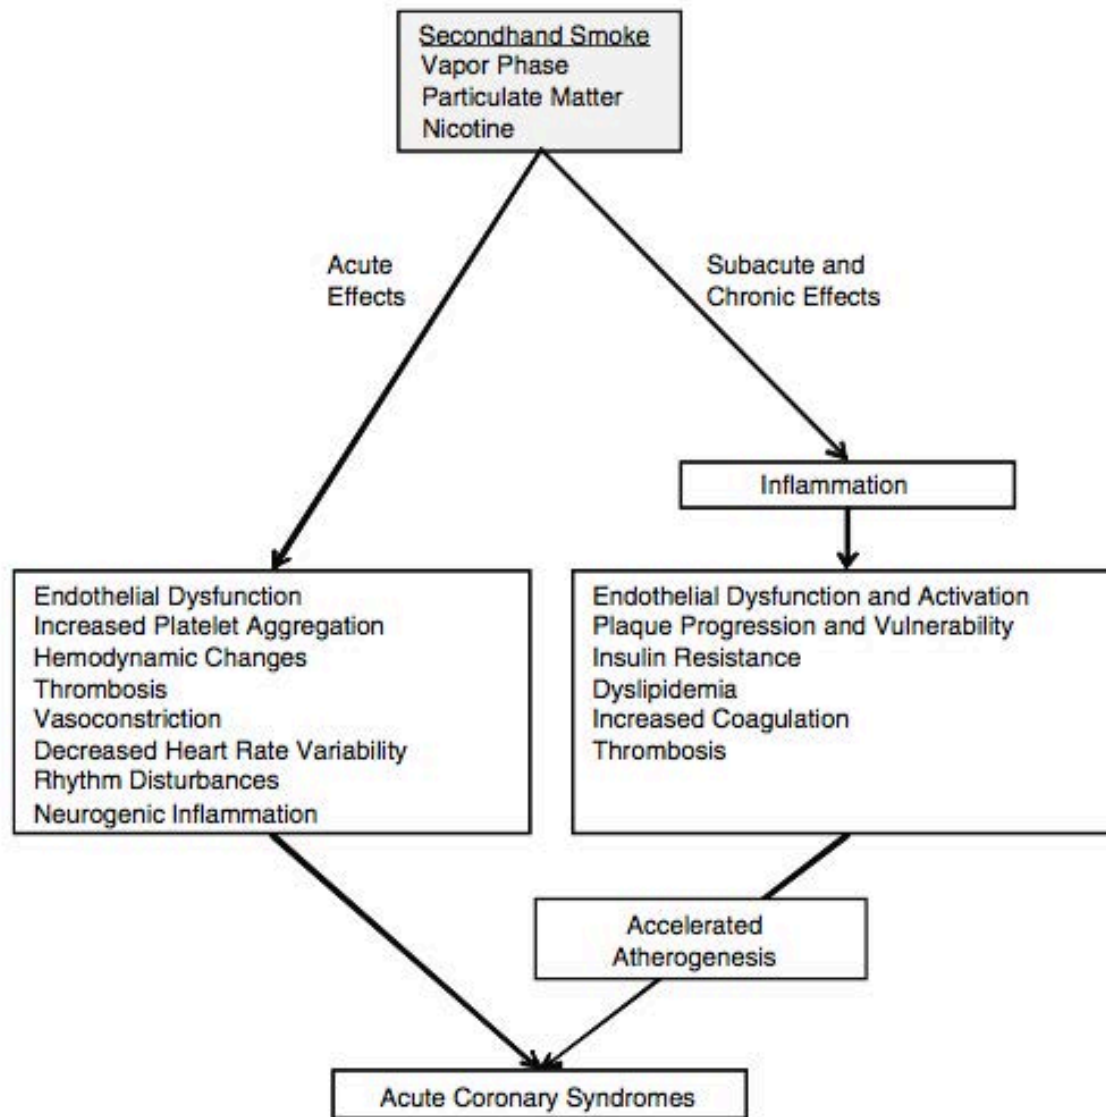 Secondhand Smoke
Vapor Phase
Particulate Matter
Nicotine
Acute
Effects
Subacute and
Chronic Effects
Inflammation
Endothelial Dysfunction
Increased Platelet Aggregation
Hemodynamic Changes
Thrombosis
Vasoconstriction
Decreased Heart Rate Variability
Rhythm Disturbances
Neurogenic Inflammation
Endothelial Dysfunction and Activation
Plaque Progression and Vulnerability
Insulin Resistance
Dyslipidemia
Increased Coagulation
Thrombosis
Accelerated
Atherogenesis
Acute Coronary Syndromes